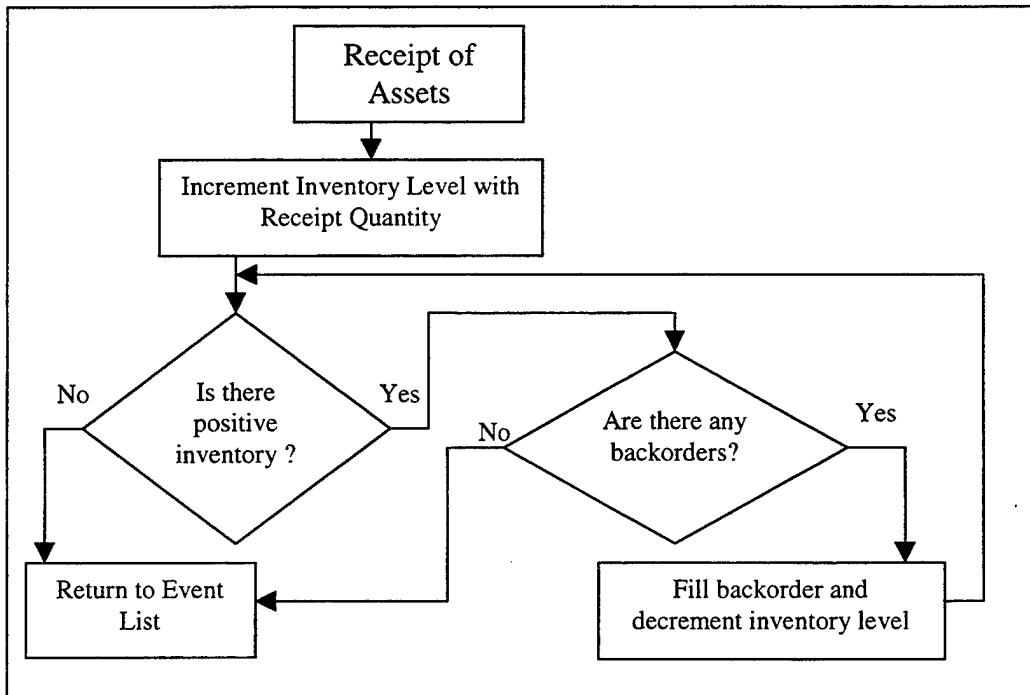 Receipt of
Assets
Increment Inventory Level with
Receipt Quantity
No
Is there
positive
inventory ?
Yes
No
Are there any
backorders?
Yes
Return to Event
List
Fill backorder and
decrement inventory level